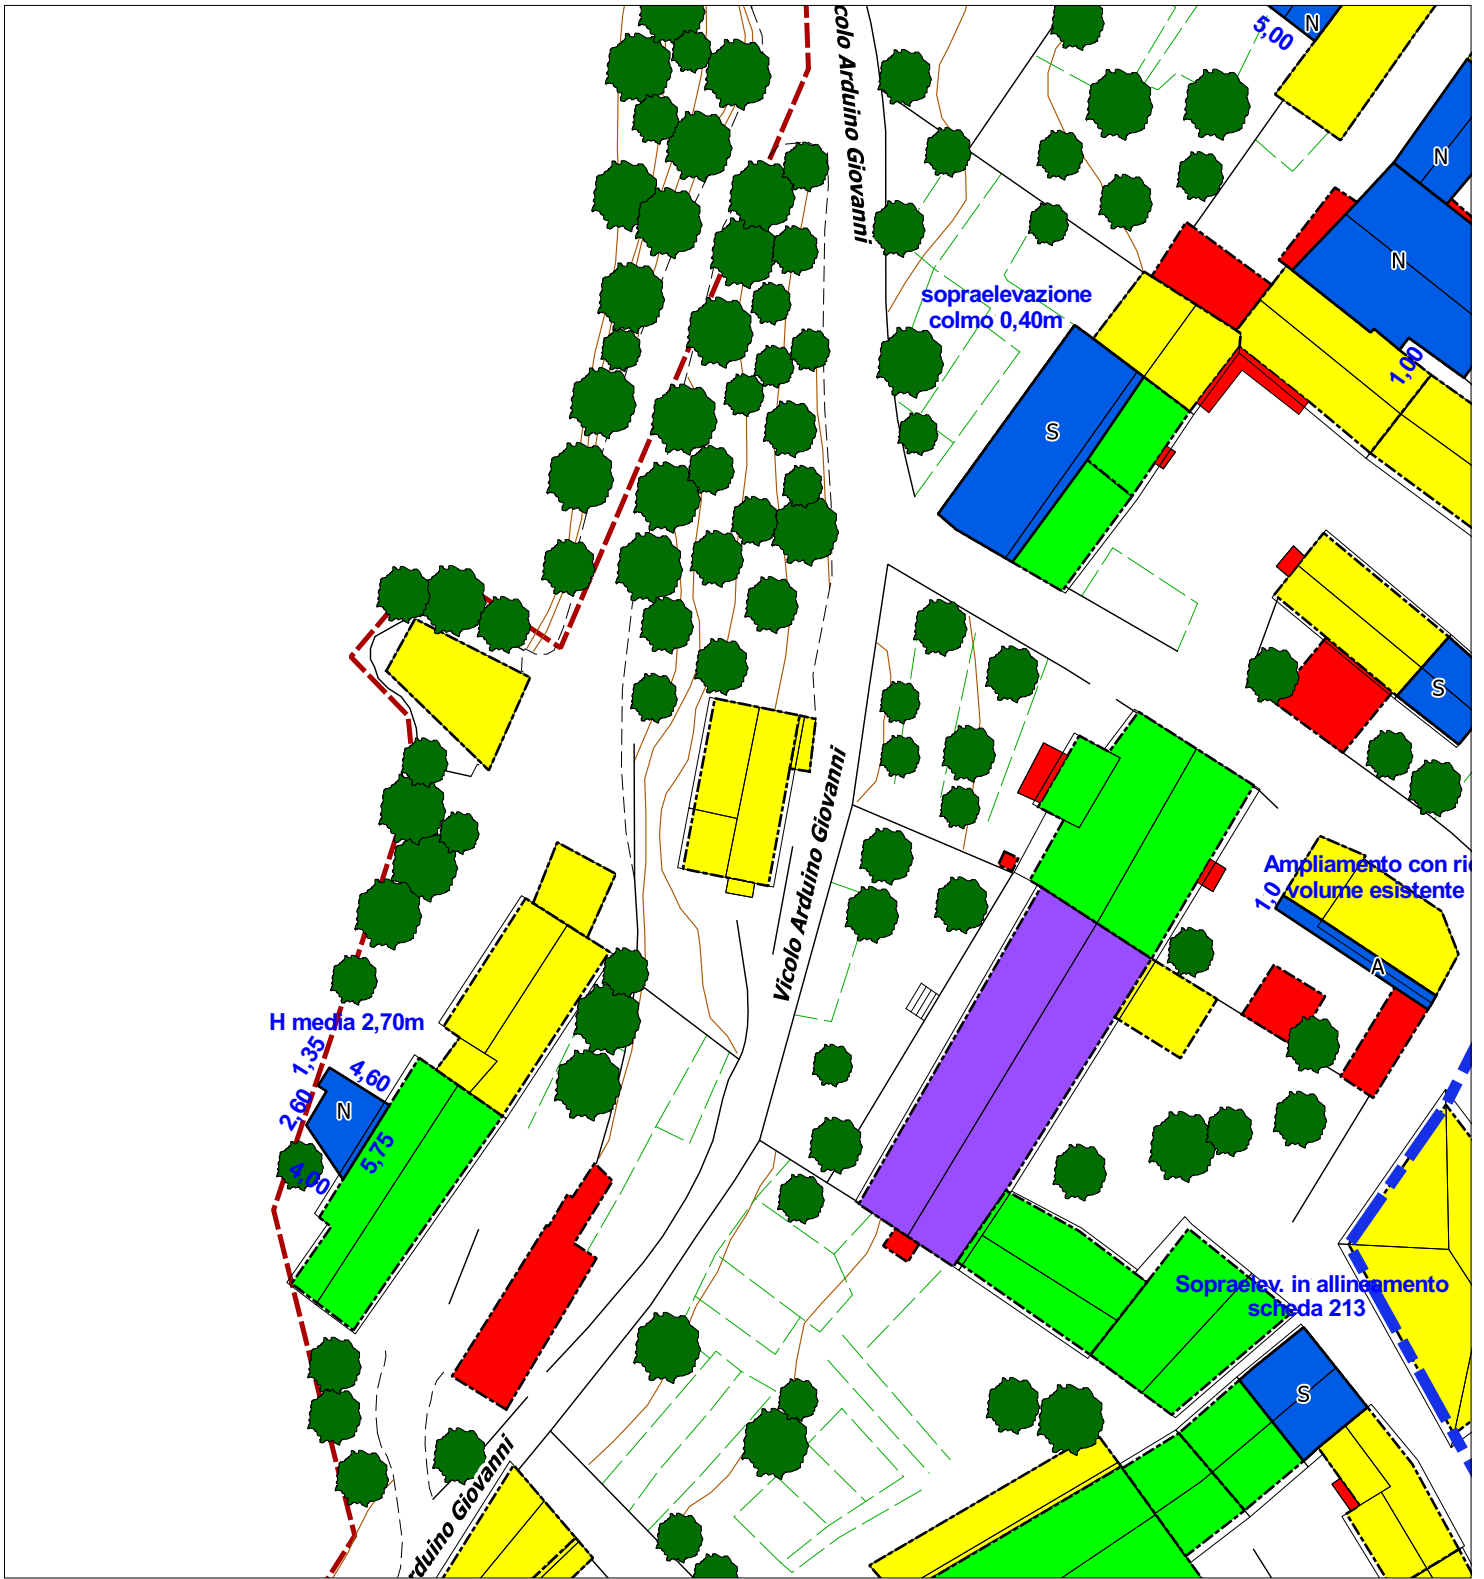 colo Arduino Giovanni
5,00
N
N
N
sopraelevazione
colmo 0,40m
1,00
S
S
Vicolo Arduino Giovanni
Ampliamento con ric
volume esistente
1,0
A
H media 2,70m
1,35
4,60
2,60
N
5,75
4,00
Sopraelev. in allineamento
scheda 213
S
rduino Giovanni